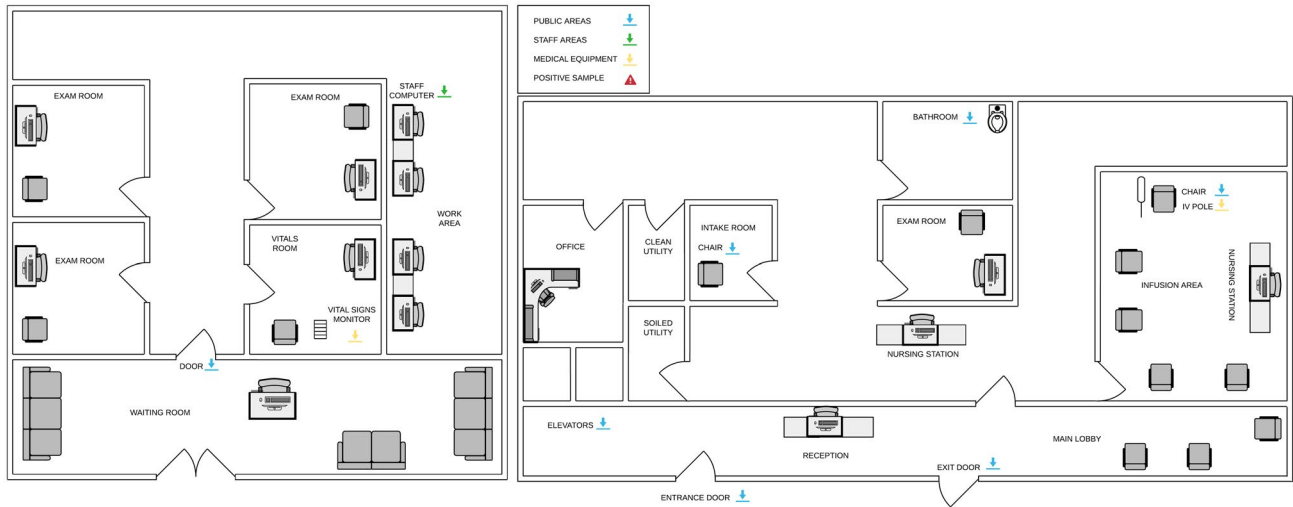 EXAM ROOM
EXAM ROOM
STAFF
COMPUTER
WORK
AREA
EXAM ROOM
VITALS
ROOM
VITAL SIGNS
MONITOR
DOOR
WAITING ROOM
PUBLIC AREAS
STAFF AREAS
MEDICAL EQUIPMENT
POSITIVE SAMPLE
BATHROOM
OFFICE
CLEAN
UTILITY
INTAKE ROOM
CHAIR
EXAM ROOM
CHAIR
IV POLE
INFUSION AREA
NURSING STATION
SOILED
UTILITY
NURSING STATION
ELEVATORS
RECEPTION
MAIN LOBBY
EXIT DOOR
ENTRANCE DOOR